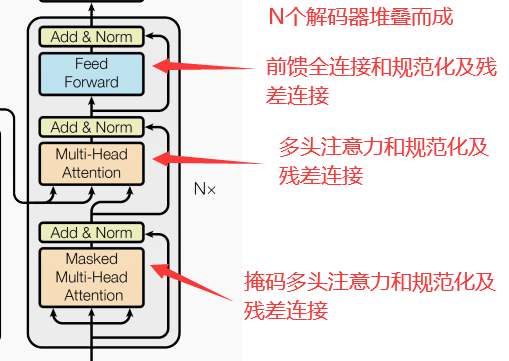 N个解码器堆叠而成
Add & Norm
Feed
Forward
前馈全连接和规范化及残
差连接
Add & Norm
Multi-Head
Attention
多头注意力和规范化及
残差连接
N×
Add & Norm
Masked
Multi-Head
Attention
掩码多头注意力和规范化及
残差连接